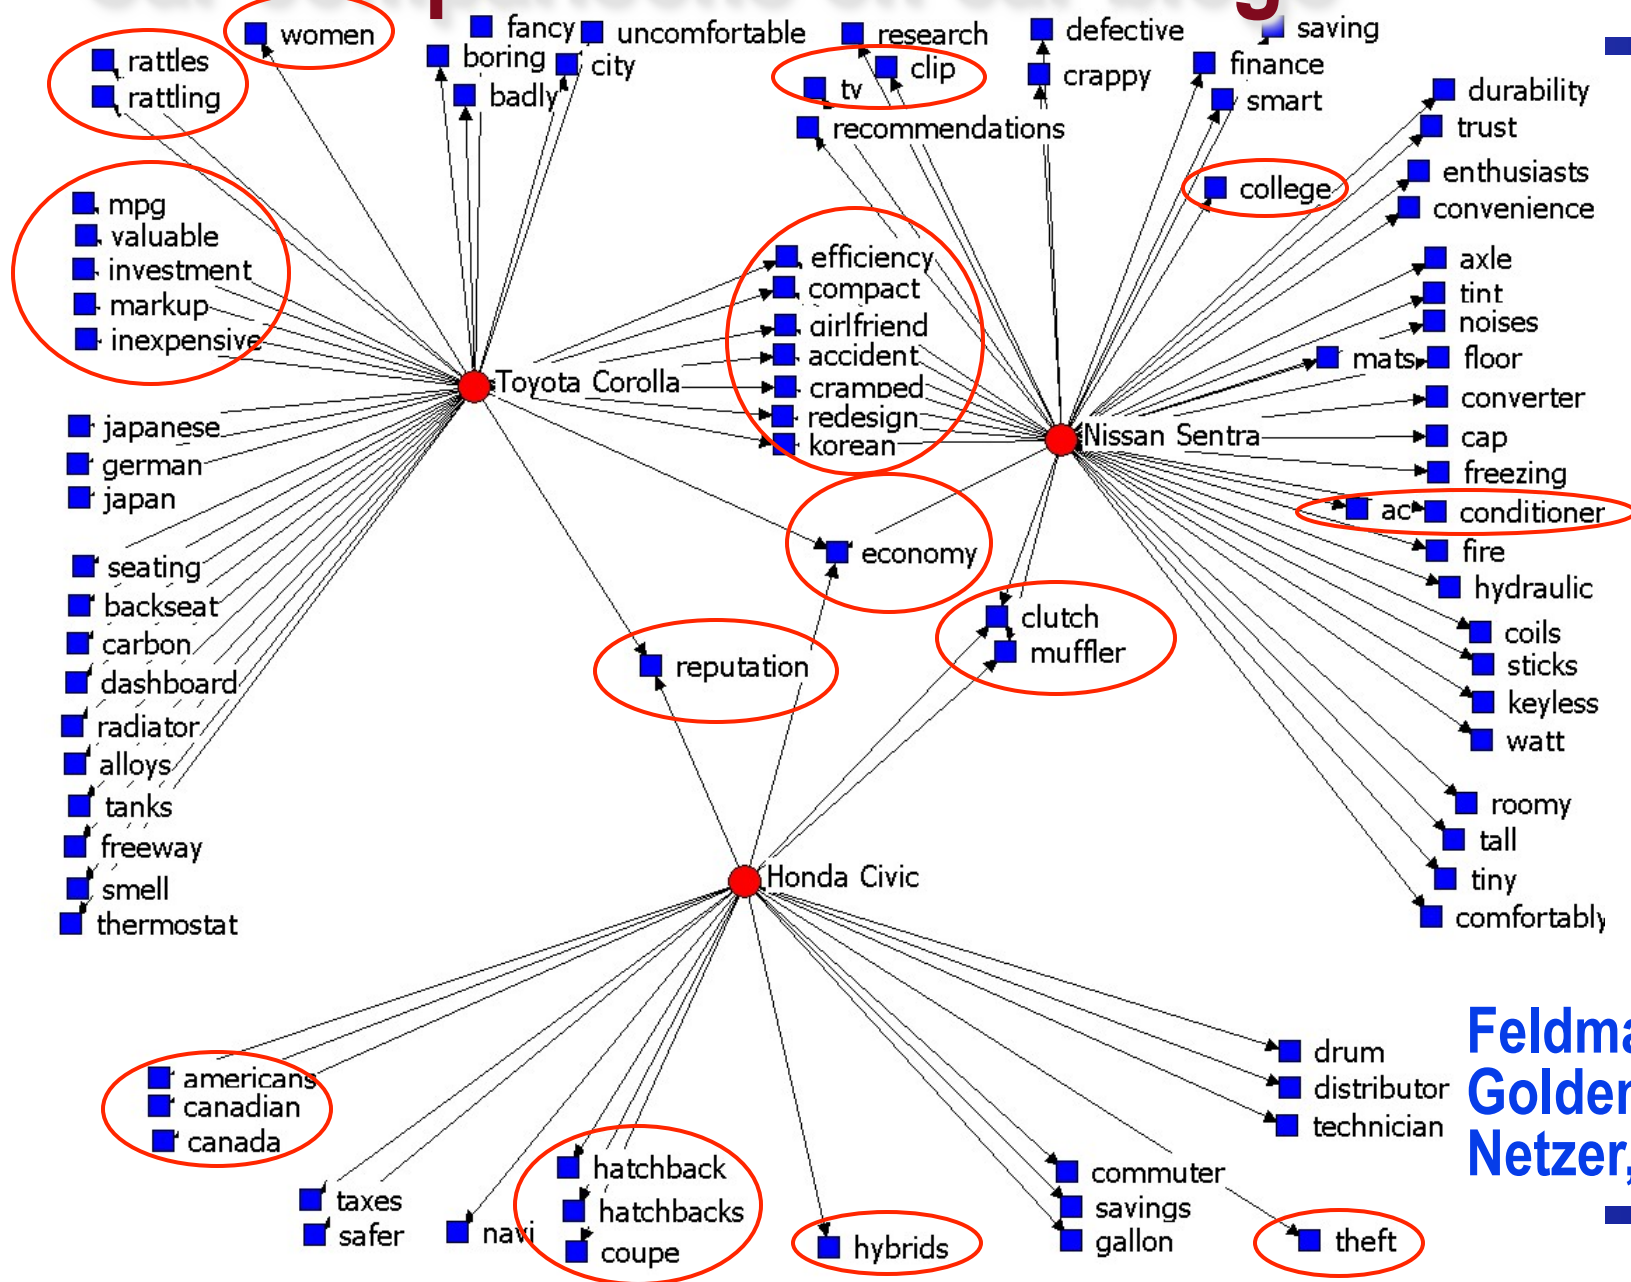 women
fancy
uncomfortable
research
defective
saving
rattles
boring
city
clip
crappy
finance
rattling
badly
tv
smart
durability
recommendations
trust
college
enthusiasts
convenience
mpg
valuable
investment
markup
inexpensive
efficiency
compact
girlfriend
accident
cramped
redesign
korean
axle
tint
noises
mats
floor
converter
cap
freezing
ac
conditioner
fire
hydraulic
coils
sticks
keyless
watt
roomy
tall
tiny
comfortably
Toyota Corolla
Nissan Sentra
japanese
german
japan
seating
backseat
carbon
dashboard
radiator
alloys
tanks
freeway
smell
thermostat
economy
clutch
muffler
reputation
Honda Civic
americans
canadian
canada
taxes
safer
navi
hatchback
hatchbacks
coupe
hybrids
commuter
savings
gallon
theft
drum
distributor
technician
Netzer,